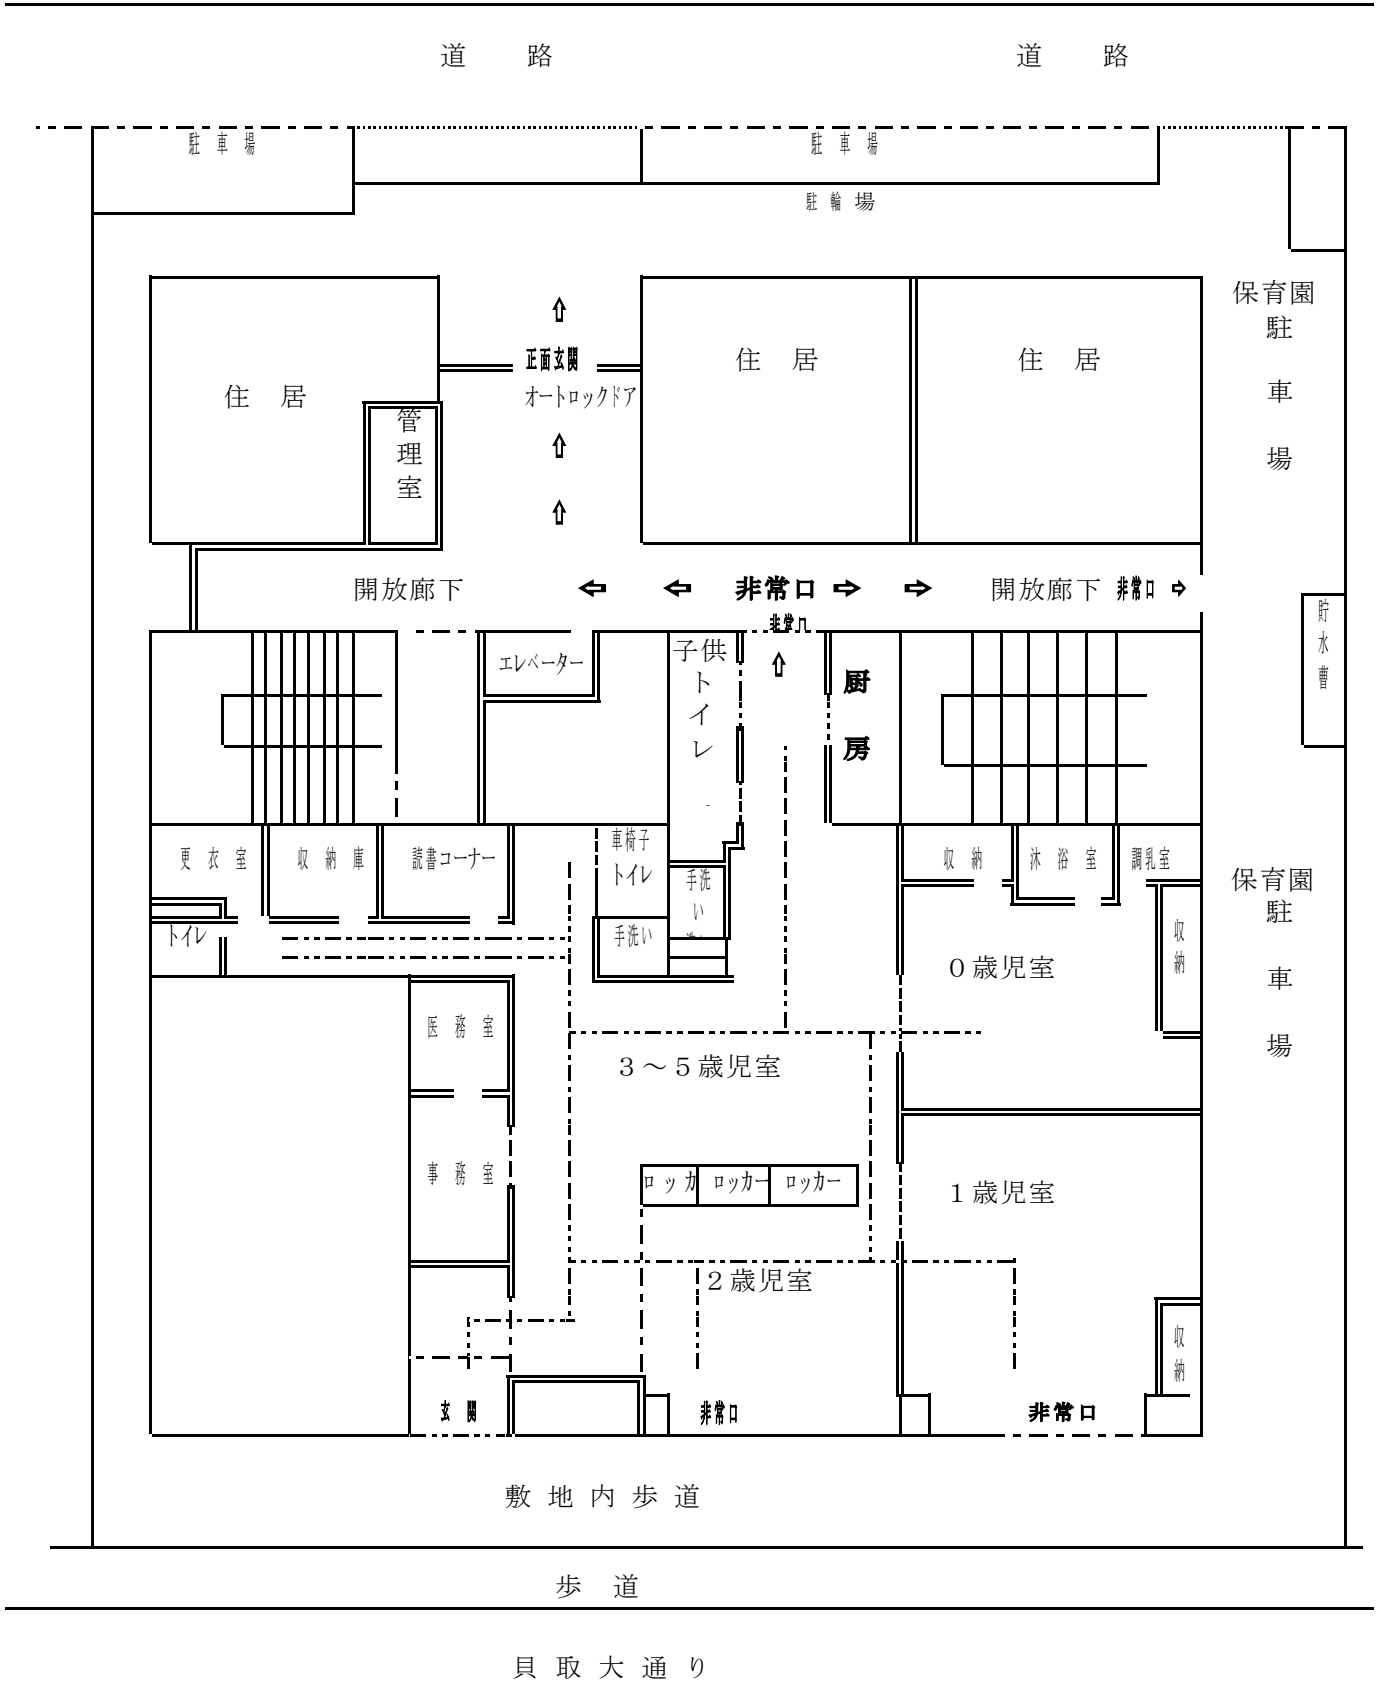 道　路
道　路
駐 車 場
駐 車 場
駐 輪 場
保育園
駐
車
場
正面玄関
オートロックドア
住　居
住　居
住　居
管
理
室
開放廊下
非常口
開放廊下
非常口
非常口
貯
水
曹
エレベーター
子供
ト
イ
レ
厨
房
更 衣 室
収 納 庫
読書コーナー
車椅子
トイレ
手洗
い
収 納
沐 浴 室
調乳室
保育園
駐
車
場
トイレ
手洗い
収
納
０歳児室
医 務 室
３～５歳児室
事 務 室
ロ ッ カ
ロッカー
ロッカー
１歳児室
２歳児室
収
納
玄 関
非常口
非常口
敷 地 内 歩 道
歩 道
貝 取 大 通 り